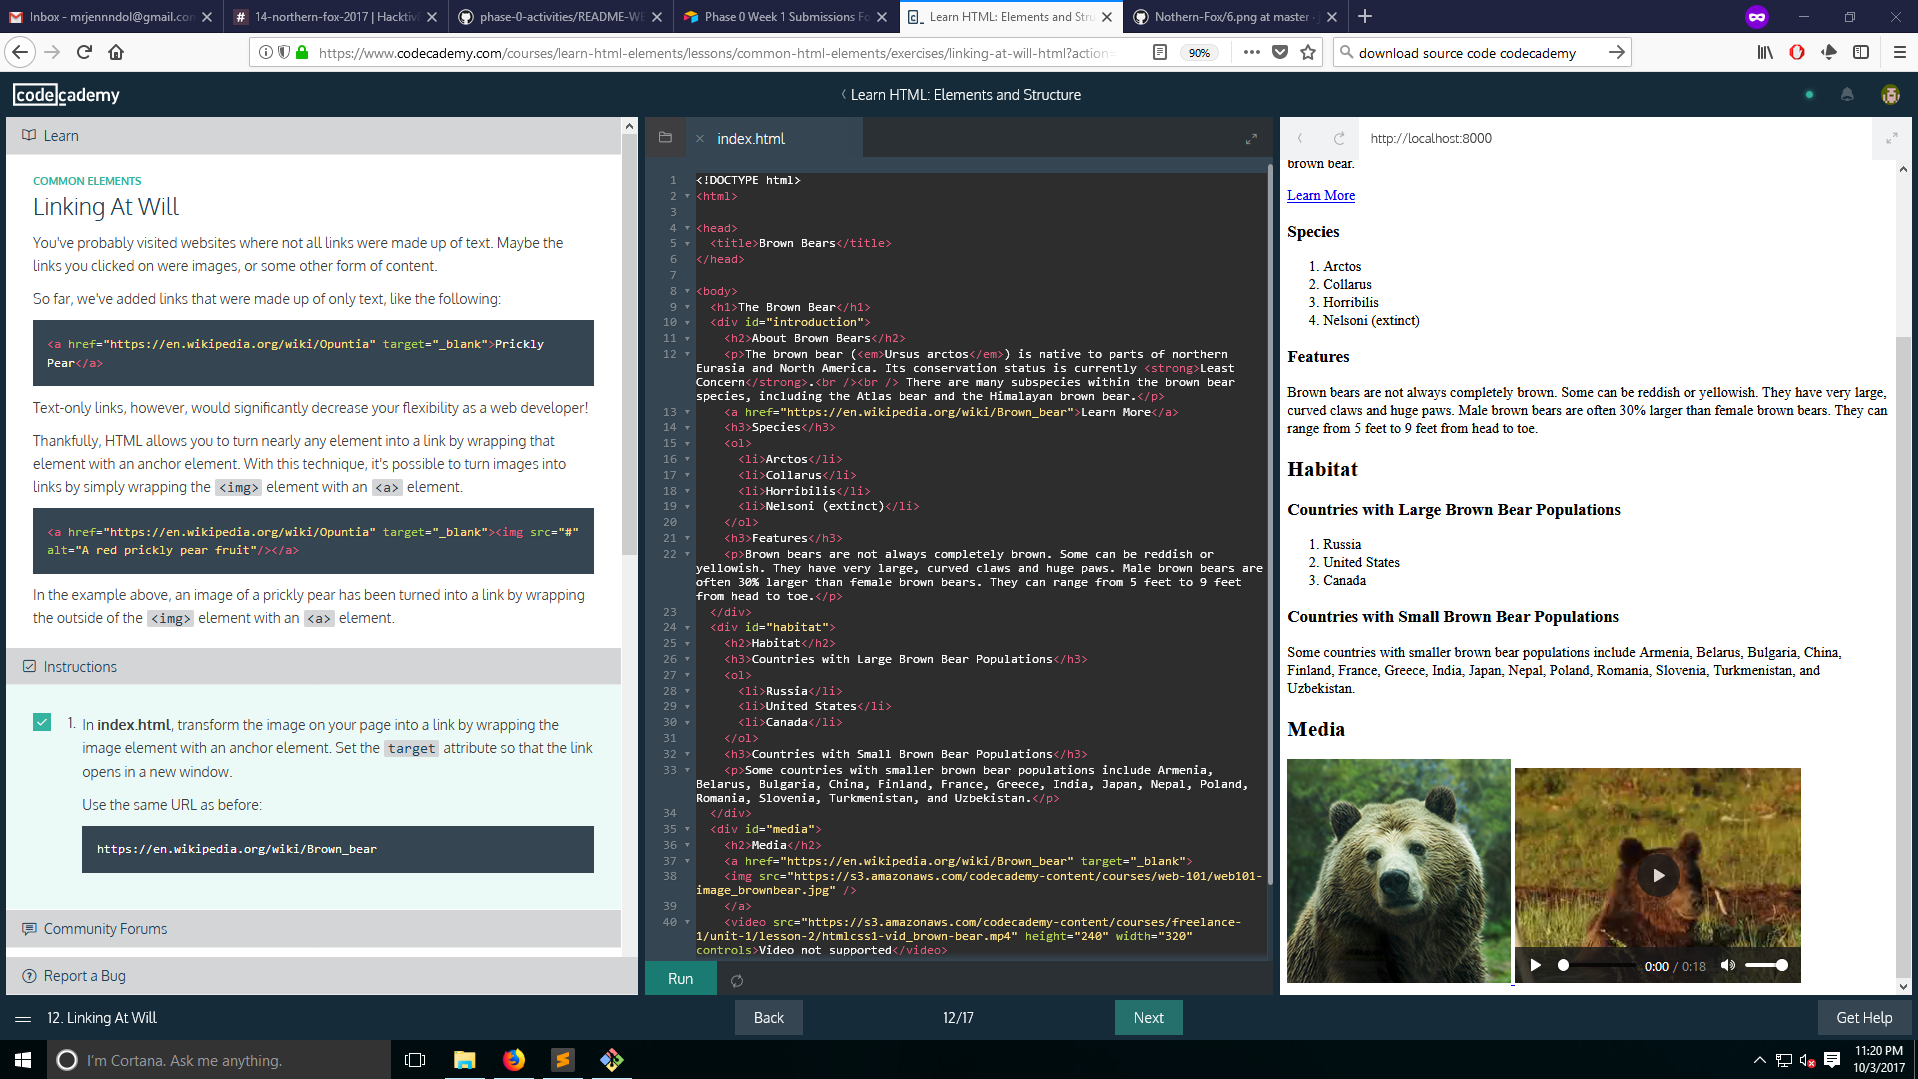 Inbox - mrjennndol@gmail.con
14-northern-fox-2017 | Hacktiv
phase-0-activities/README-WE
Phase 0 Week 1 Submissions Fo
Learn HTML: Elements and Stru
Nothern-Fox/6.png at master ·
https://www.codecademy.com/courses/learn-html-elements/lessons/common-html-elements/exercises/linking-at-will-html?action=
90%
download source code codecademy
codecademy
Learn HTML: Elements and Structure
Learn
COMMON ELEMENTS
Linking At Will
You've probably visited websites where not all links were made up of text. Maybe the
links you clicked on were images, or some other form of content.
So far, we've added links that were made up of only text, like the following:
<a href="https://en.wikipedia.org/wiki/Opuntia" target="_blank">Prickly
Pear</a>
Text-only links, however, would significantly decrease your flexibility as a web developer!
Thankfully, HTML allows you to turn nearly any element into a link by wrapping that
element with an anchor element. With this technique, it's possible to turn images into
links by simply wrapping the <img> element with an <a> element.
<a href="https://en.wikipedia.org/wiki/Opuntia" target="_blank"><img src="#"
alt="A red prickly pear fruit"/></a>
In the example above, an image of a prickly pear has been turned into a link by wrapping
the outside of the <img> element with an <a> element.
Instructions
1. In index.html, transform the image on your page into a link by wrapping the
image element with an anchor element. Set the target attribute so that the link
opens in a new window.
Use the same URL as before:
https://en.wikipedia.org/wiki/Brown_bear
Community Forums
Report a Bug
index.html
1 <!DOCTYPE html>
2 <html>
3
4 <head>
5 <title>Brown Bears</title>
6 </head>
7
8 <body>
9 <h1>The Brown Bear</h1>
10 <div id="introduction">
11 <h2>About Brown Bears</h2>
12 <p>The brown bear (<em>Ursus arctos</em>) is native to parts of northern
Eurasia and North America. Its conservation status is currently <strong>Least
Concern</strong>.<br /><br /> There are many subspecies within the brown bear
species, including the Atlas bear and the Himalayan brown bear.</p>
13 <a href="https://en.wikipedia.org/wiki/Brown_bear">Learn More</a>
14 <h3>Species</h3>
15 <ol>
16 <li>Arctos</li>
17 <li>Collarus</li>
18 <li>Horribilis</li>
19 <li>Nelsoni (extinct)</li>
20 </ol>
21 <h3>Features</h3>
22 <p>Brown bears are not always completely brown. Some can be reddish or
yellowish. They have very large, curved claws and huge paws. Male brown bears are
often 30% larger than female brown bears. They can range from 5 feet to 9 feet
from head to toe.</p>
23 </div>
24 <div id="habitat">
25 <h2>Habitat</h2>
26 <h3>Countries with Large Brown Bear Populations</h3>
27 <ol>
28 <li>Russia</li>
29 <li>United States</li>
30 <li>Canada</li>
31 </ol>
32 <h3>Countries with Small Brown Bear Populations</h3>
33 <p>Some countries with smaller brown bear populations include Armenia,
Belarus, Bulgaria, China, Finland, France, Greece, India, Japan, Nepal, Poland,
Romania, Slovenia, Turkmenistan, and Uzbekistan.</p>
34 </div>
35 <div id="media">
36 <h2>Media</h2>
37 <a href="https://en.wikipedia.org/wiki/Brown_bear" target="_blank">
38 <img src="https://s3.amazonaws.com/codecademy-content/courses/web-101/web101-
image_brownbear.jpg" />
39 </a>
40 <video src="https://s3.amazonaws.com/codecademy-content/courses/freelance-
1/unit-1/lesson-2/htmlcss1-vid_brown-bear.mp4" height="240" width="320"
controls>Video not supported</video>
Run
http://localhost:8000
brown bear.
Learn More
Species
1. Arctos
2. Collarus
3. Horribilis
4. Nelsoni (extinct)
Features
Brown bears are not always completely brown. Some can be reddish or yellowish. They have very large,
curved claws and huge paws. Male brown bears are often 30% larger than female brown bears. They can
range from 5 feet to 9 feet from head to toe.
Habitat
Countries with Large Brown Bear Populations
1. Russia
2. United States
3. Canada
Countries with Small Brown Bear Populations
Some countries with smaller brown bear populations include Armenia, Belarus, Bulgaria, China,
Finland, France, Greece, India, Japan, Nepal, Poland, Romania, Slovenia, Turkmenistan, and
Uzbekistan.
Media
0:00 / 0:18
12. Linking At Will
Back
12/17
Next
Get Help
I'm Cortana. Ask me anything.
11:20 PM
10/3/2017